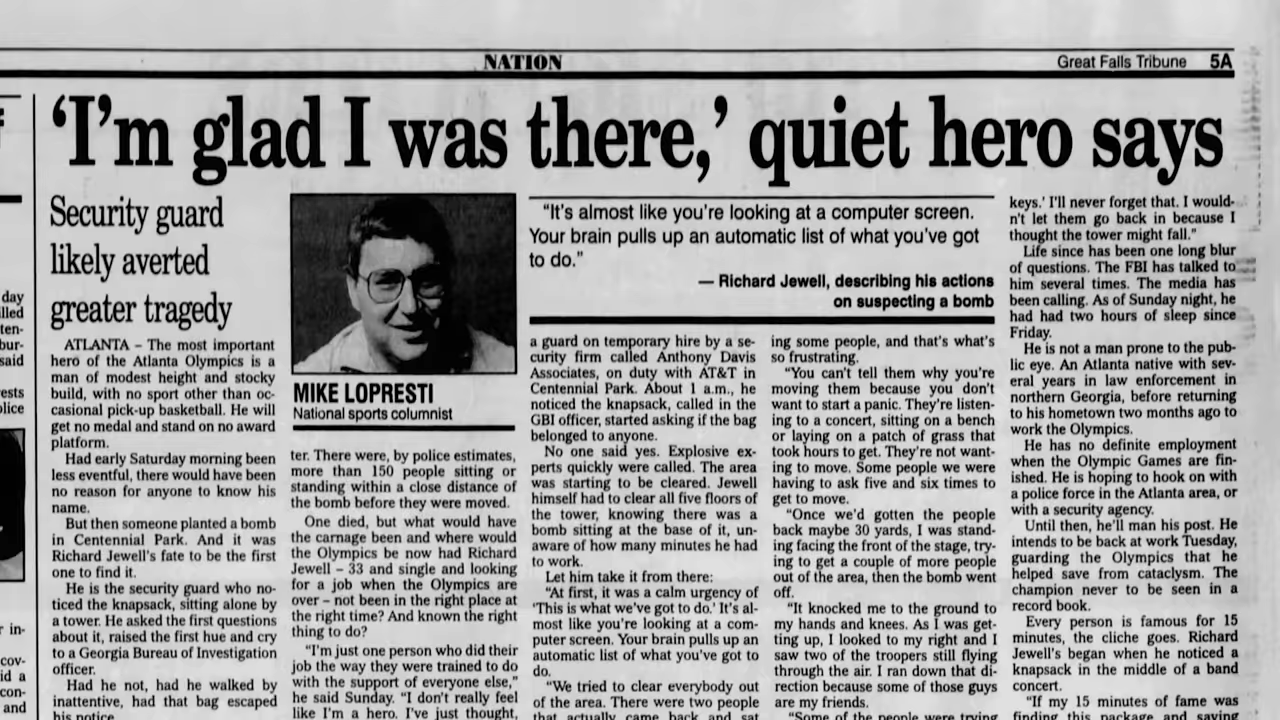 NATION
Great Falls Tribune 5A
'I'm glad I was there,' quiet hero says
Security guard
likely averted
greater tragedy
ATLANTA – The most important
hero of the Atlanta Olympics is a
man of modest height and stocky
build, with no sport other than oc-
casional pick-up basketball. He will
get no medal and stand on no award
platform.
Had early Saturday morning been
less eventful, there would have been
no reason for anyone to know his
name.
But then someone planted a bomb
in Centennial Park. And it was
Richard Jewell's fate to be the first
one to find it.
He is the security guard who no-
ticed the knapsack, sitting alone by
a tower. He asked the first questions
about it, raised the first hue and cry
to a Georgia Bureau of Investigation
officer.
Had he not, had he walked by
inattentive, had that bag escaped
his notice
MIKE LOPRESTI
National sports columnist
ter. There were, by police estimates,
more than 150 people sitting or
standing within a close distance of
the bomb before they were moved.
One died, but what would have
the carnage been and where would
the Olympics be now had Richard
Jewell – 33 and single and looking
for a job when the Olympics are
over – not been in the right place at
the right time? And known the right
thing to do?
"I'm just one person who did their
job the way they were trained to do
with the support of everyone else,"
he said Sunday. "I don't really feel
like I'm a hero. I've just thought,
"It's almost like you're looking at a computer screen.
Your brain pulls up an automatic list of what you've got
to do."
— Richard Jewell, describing his actions
on suspecting a bomb
a guard on temporary hire by a se-
curity firm called Anthony Davis
Associates, on duty with AT&T in
Centennial Park. About 1 a.m., he
noticed the knapsack, called in the
GBI officer, started asking if the bag
belonged to anyone.
No one said yes. Explosive ex-
perts quickly were called. The area
was starting to be cleared. Jewell
himself had to clear all five floors of
the tower, knowing there was a
bomb sitting at the base of it, un-
aware of how many minutes he had
to work.
Let him take it from there:
"At first, it was a calm urgency of
'This is what we've got to do.' It's al-
most like you're looking at a com-
puter screen. Your brain pulls up an
automatic list of what you've got to
do.
"We tried to clear everybody out
of the area. There were two people
that actually came back and sat
ing some people, and that's what's
so frustrating.
"You can't tell them why you're
moving them because you don't
want to start a panic. They're listen-
ing to a concert, sitting on a bench
or laying on a patch of grass that
took hours to get. They're not want-
ing to move. Some people we were
having to ask five and six times to
get to move.
"Once we'd gotten the people
back maybe 30 yards, I was stand-
ing facing the front of the stage, try-
ing to get a couple of more people
out of the area, then the bomb went
off.
"It knocked me to the ground to
my hands and knees. As I was get-
ting up, I looked to my right and I
saw two of the troopers still flying
through the air. I ran down that di-
rection because some of those guys
are my friends.
"Some of the people were trying
keys.' I'll never forget that. I would-
n't let them go back in because I
thought the tower might fall."
Life since has been one long blur
of questions. The FBI has talked to
him several times. The media has
been calling. As of Sunday night, he
had had two hours of sleep since
Friday.
He is not a man prone to the pub-
lic eye. An Atlanta native with sev-
eral years in law enforcement in
northern Georgia, before returning
to his hometown two months ago to
work the Olympics.
He has no definite employment
when the Olympic Games are fin-
ished. He is hoping to hook on with
a police force in the Atlanta area, or
with a security agency.
Until then, he'll man his post. He
intends to be back at work Tuesday,
guarding the Olympics that he
helped save from cataclysm. The
champion never to be seen in a
record book.
Every person is famous for 15
minutes, the cliche goes. Richard
Jewell's began when he noticed a
knapsack in the middle of a band
concert.
"If my 15 minutes of fame was
finding this package and saving